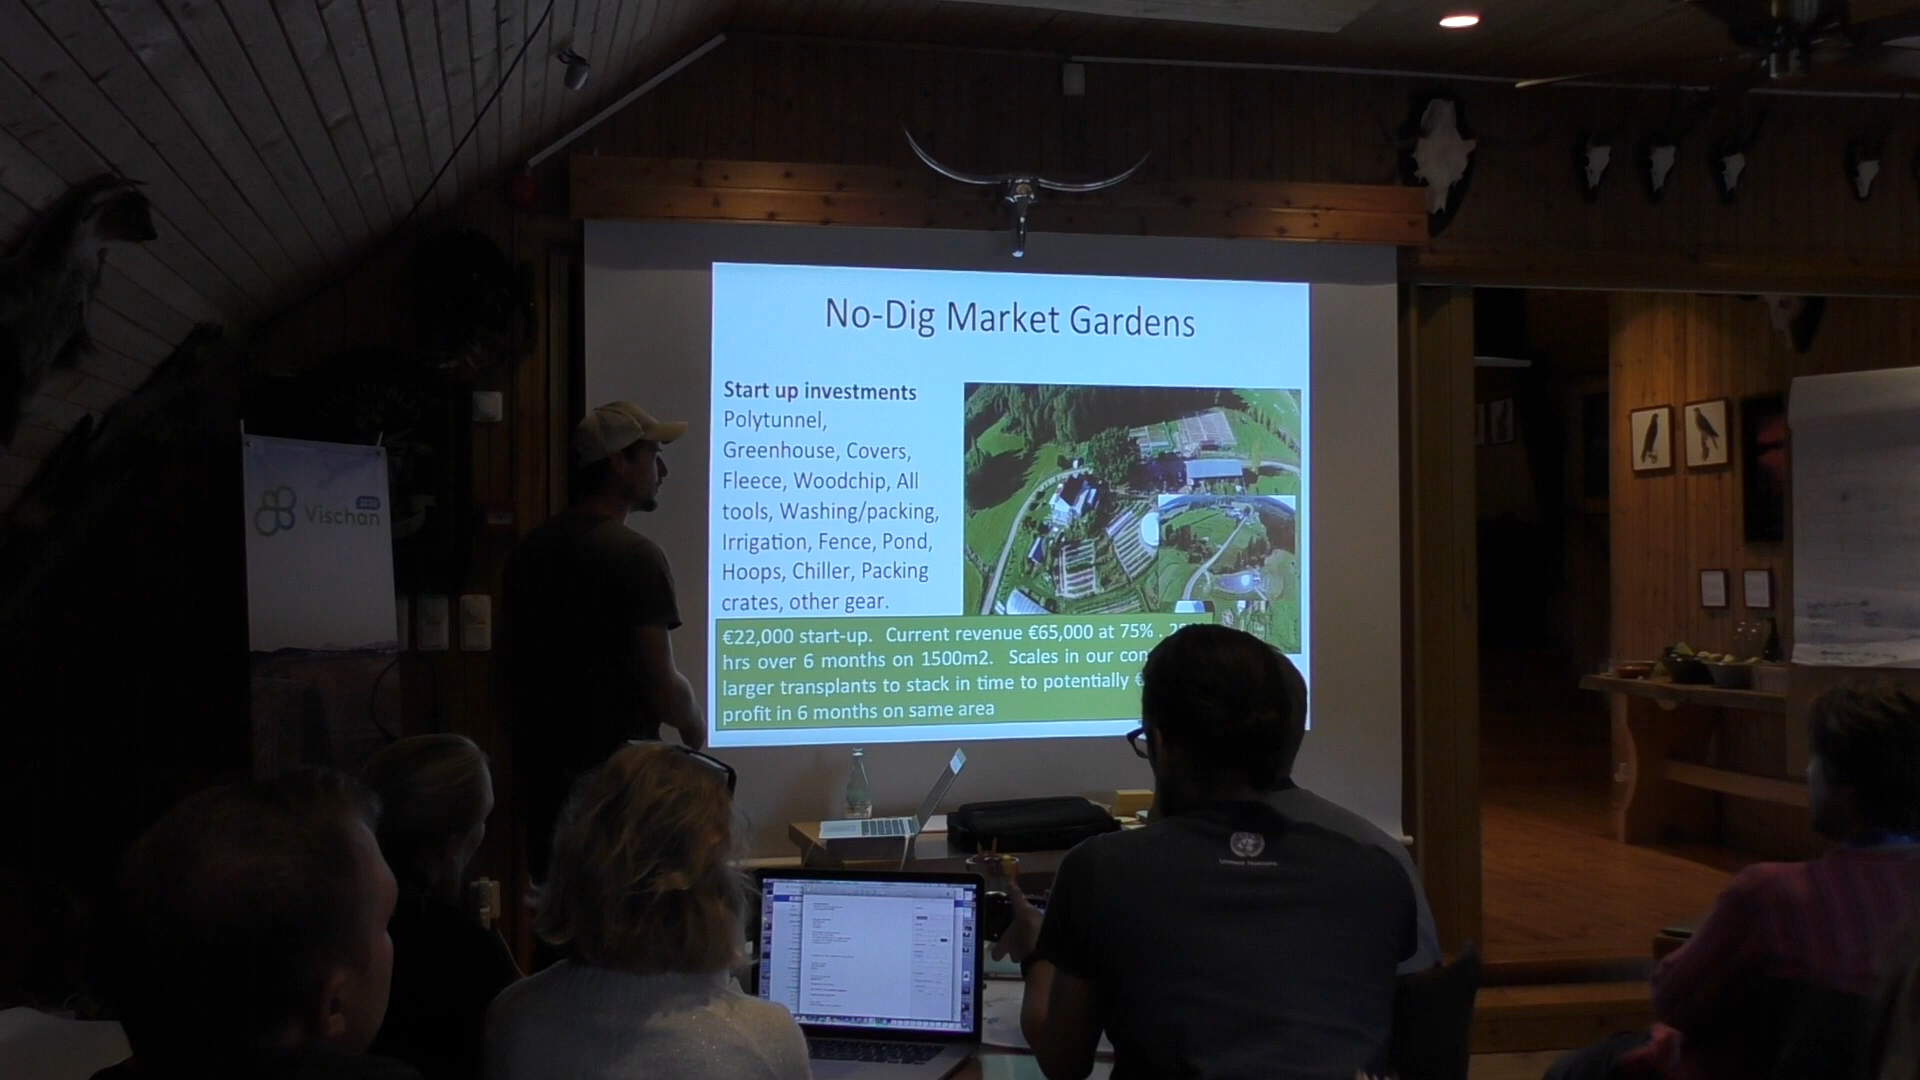 No-Dig Market Gardens
Start up investments
Polytunnel,
Greenhouse, Covers,
Fleece, Woodchip, All
tools, Washing/packing,
Irrigation, Fence, Pond,
Hoops, Chiller, Packing
crates, other gear.
€22,000 start-up. Current revenue €65,000 at 75% .
hrs over 6 months on 1500m2. Scales in our
larger transplants to stack in time to potentially
profit in 6 months on same area
Vischan